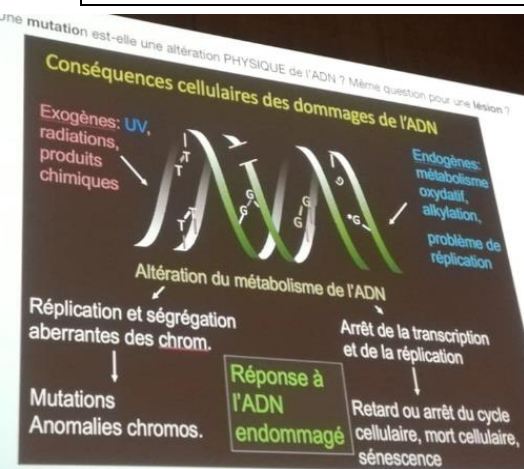 une mutation est-elle une altération PHYSIQUE de l'ADN ? Même question pour une lésion ?
Conséquences cellulaires des dommages de l'ADN
Exogènes: UV,
radiations,
produits
chimiques
Endogènes:
métabolisme
oxydatif,
alkylation,
problème de
réplication
T
T
T
T
G
G
G
G
*G
Altération du métabolisme de l'ADN
Réplication et ségrégation
aberrantes des chrom.
Mutations
Anomalies chromos.
Réponse à
l'ADN
endommagé
Arrêt de la transcription
et de la réplication
Retard ou arrêt du cycle
cellulaire, mort cellulaire,
sénescence